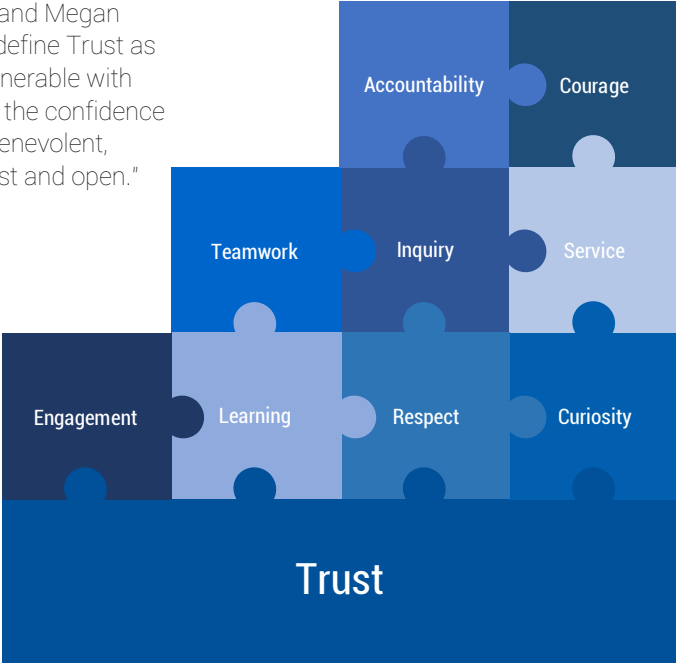 and Megan
define Trust as
nerable with
the confidence
enevolent,
st and open."
Accountability
Courage
Teamwork
Inquiry
Service
Engagement
Learning
Respect
Curiosity
Trust